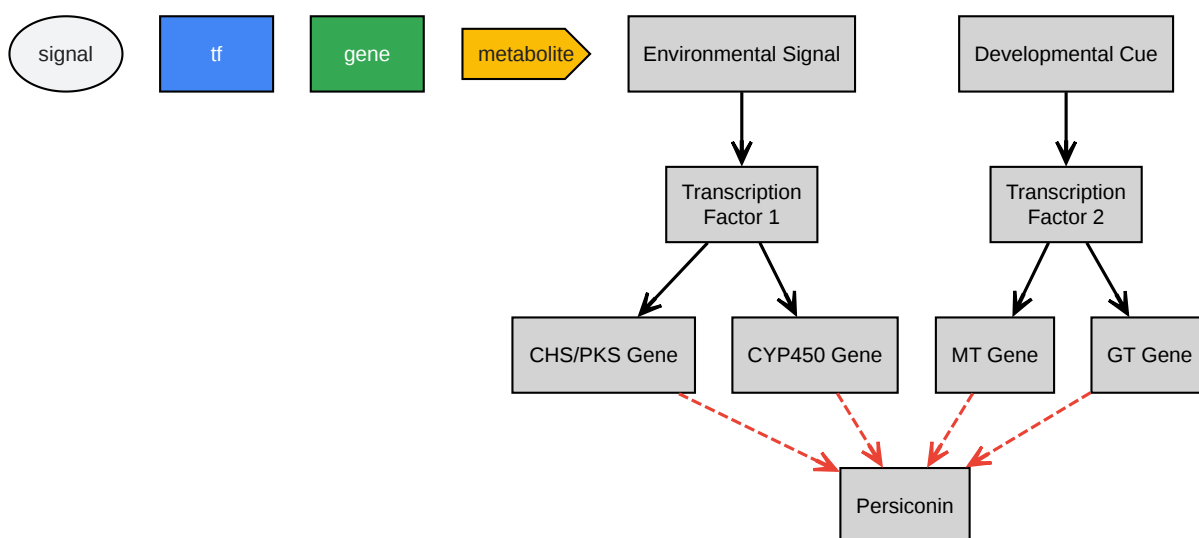 signal
tf
gene
metabolite
Environmental Signal
Developmental Cue
Transcription
Factor 1
Transcription
Factor 2
CHS/PKS Gene
CYP450 Gene
MT Gene
GT Gene
Persiconin